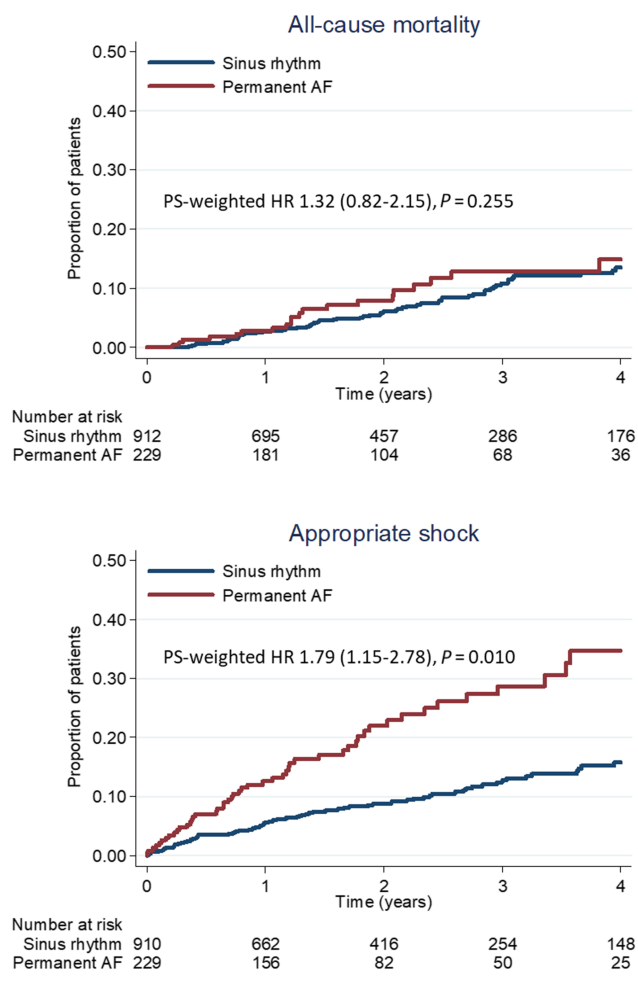 All-cause mortality
0.50
Sinus rhythm
Permanent AF
0.40
0.30
PS-weighted HR 1.32 (0.82-2.15), P = 0.255
0.20
0.10
0.00
Proportion of patients
0 1 2 3 4
Time (years)
Number at risk
Sinus rhythm 912 695 457 286 176
Permanent AF 229 181 104 68 36
Appropriate shock
0.50
Sinus rhythm
Permanent AF
0.40
PS-weighted HR 1.79 (1.15-2.78), P = 0.010
0.30
0.20
0.10
0.00
Proportion of patients
0 1 2 3 4
Time (years)
Number at risk
Sinus rhythm 910 662 416 254 148
Permanent AF 229 156 82 50 25